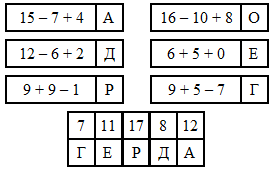 15 – 7 + 4 А 16 – 10 + 8 О
12 – 6 + 2 Д 6 + 5 + 0 Е
9 + 9 – 1 Р 9 + 5 – 7 Г
7 11 17 8 12
Г Е Р Д А